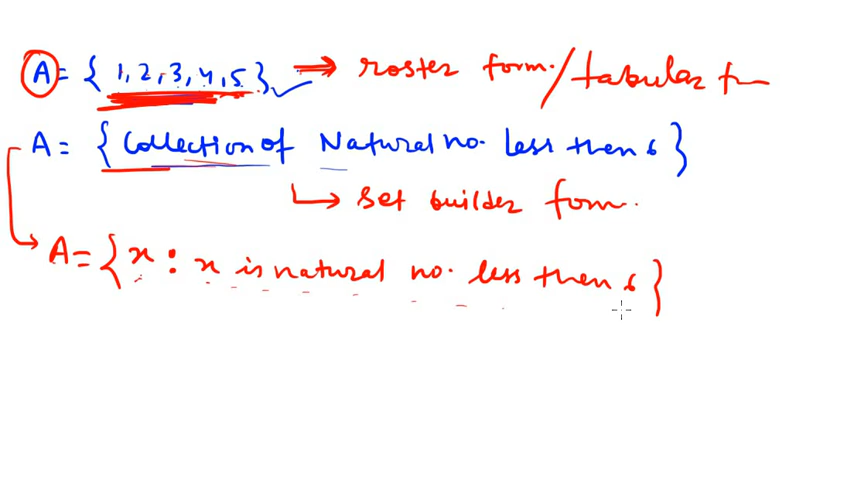 A = { 1, 2, 3, 4, 5 } ⇒ roster form. / tabular
A = { Collection of Natural no. less then 6 }
↳ set builder form.
A = { x : x is natural no. less then 6 }